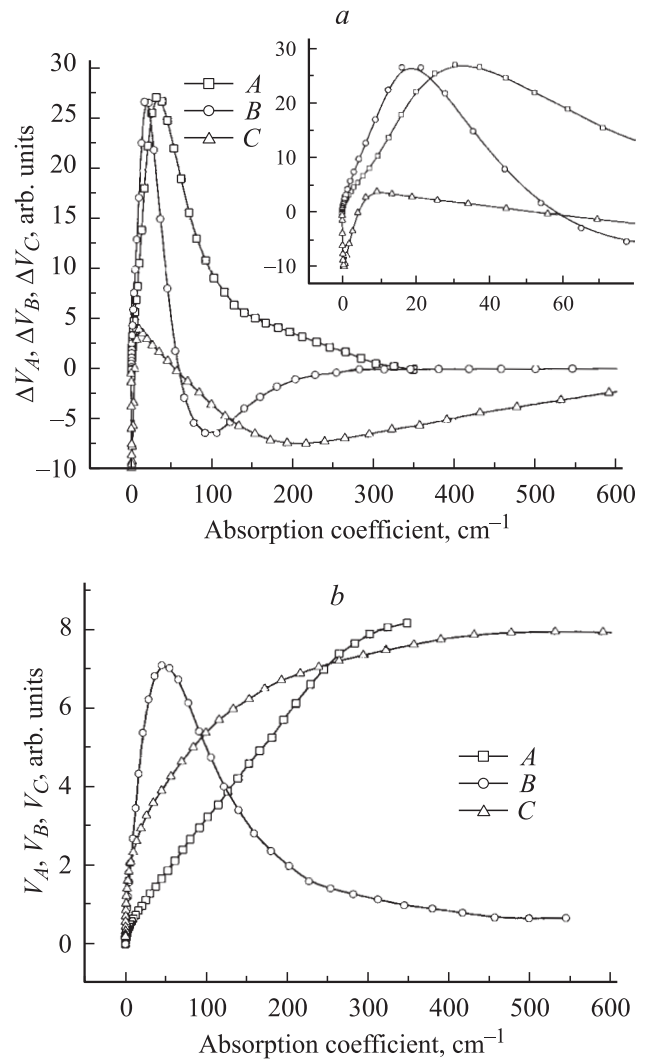 a
30
25
20
15
10
5
0
−5
−10
ΔV_A, ΔV_B, ΔV_C, arb. units
A
B
C
30
20
10
0
−10
0 20 40 60
0 100 200 300 400 500 600
Absorption coefficient, cm⁻¹
b
8
6
4
2
0
V_A, V_B, V_C, arb. units
A
B
C
0 100 200 300 400 500 600
Absorption coefficient, cm⁻¹